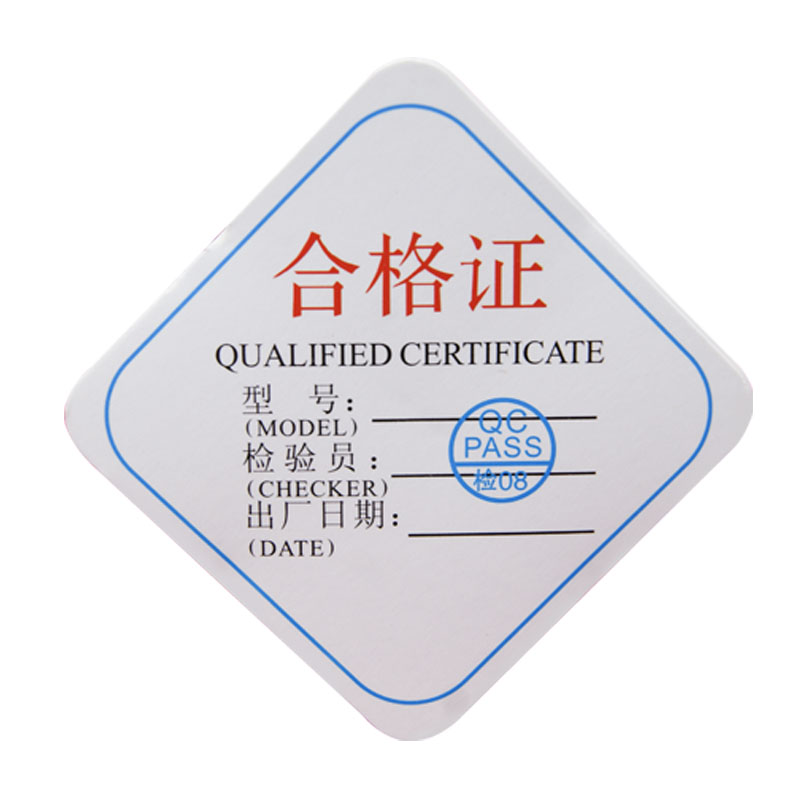 合格证
QUALIFIED CERTIFICATE
型 号：
(MODEL)
QC
PASS
检验员：
检08
(CHECKER)
出厂日期：
(DATE)